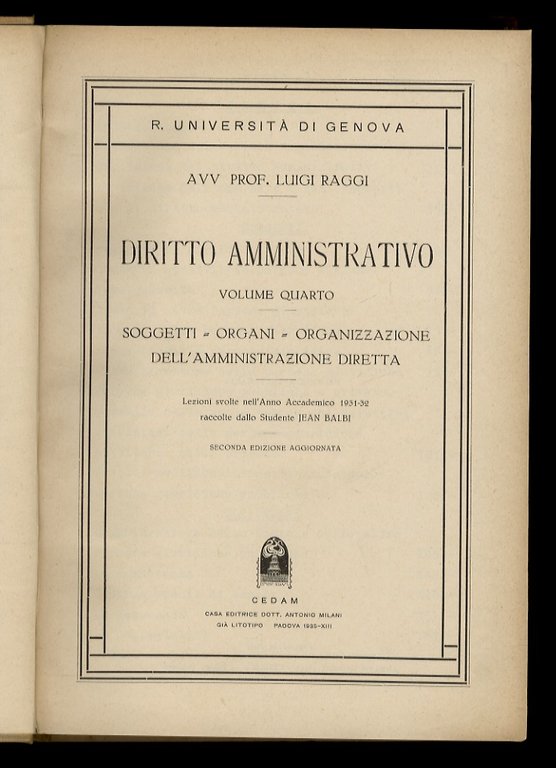 R. UNIVERSITÀ DI GENOVA
AVV PROF. LUIGI RAGGI
DIRITTO AMMINISTRATIVO
VOLUME QUARTO
SOGGETTI = ORGANI = ORGANIZZAZIONE
DELL'AMMINISTRAZIONE DIRETTA
Lezioni svolte nell'Anno Accademico 1931-32
raccolte dallo Studente JEAN BALBI
SECONDA EDIZIONE AGGIORNATA
CEDAM
CASA EDITRICE DOTT. ANTONIO MILANI
GIÀ LITOTIPO PADOVA 1935-XIII